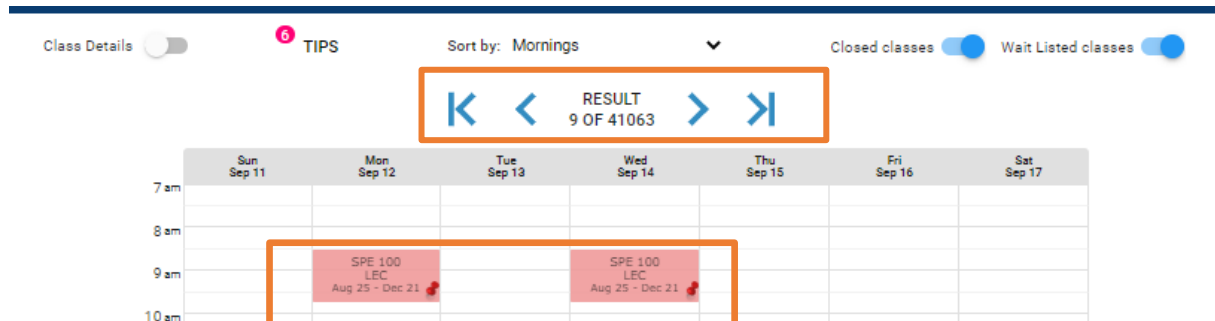 Class Details
6 TIPS
Sort by: Mornings
Closed classes
Wait Listed classes
RESULT
9 OF 41063
Sun Mon Tue Wed Thu Fri Sat
Sep 11 Sep 12 Sep 13 Sep 14 Sep 15 Sep 16 Sep 17
7 am
8 am
SPE 100 SPE 100
9 am LEC LEC
Aug 25 - Dec 21 Aug 25 - Dec 21
10 am